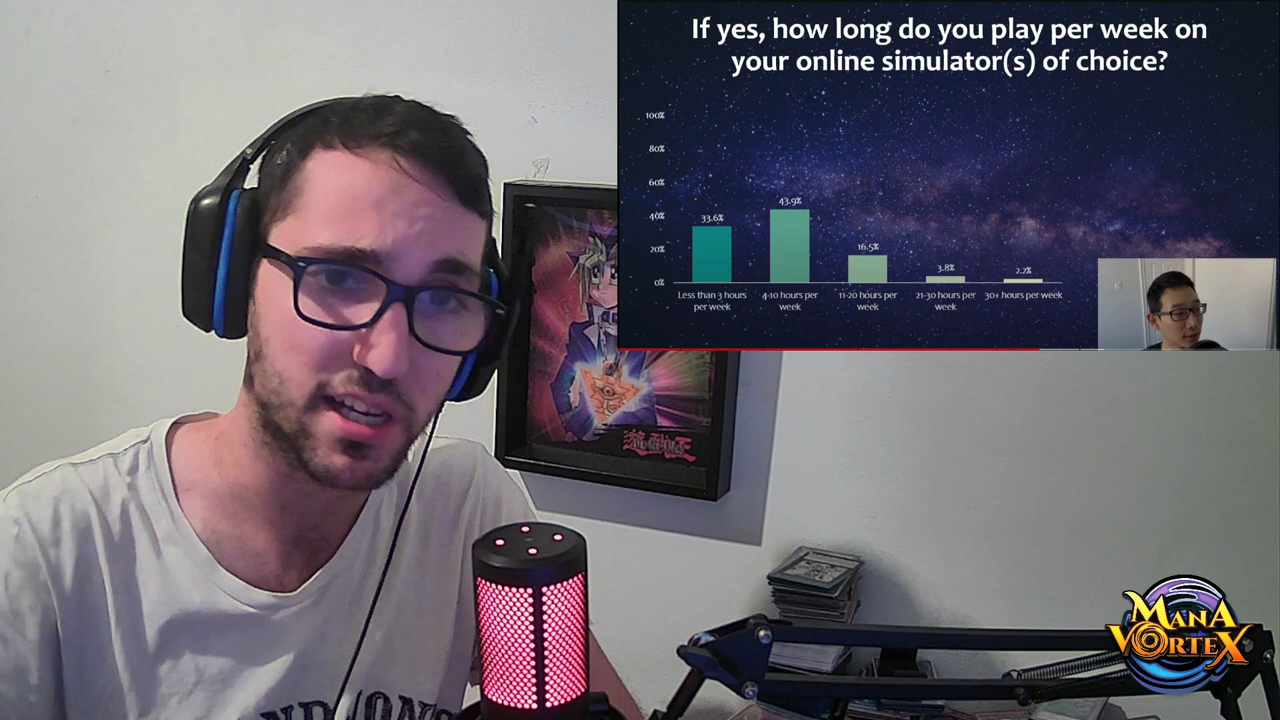 If yes, how long do you play per week on
your online simulator(s) of choice?
100%
80%
60%
40%
20%
0%
33.6%
43.9%
16.5%
3.8%
2.2%
Less than 3 hours
per week
4-10 hours per
week
11-20 hours per
week
21-30 hours per
week
30+ hours per week
Yu-Gi-Oh!
MANA
VORTEX